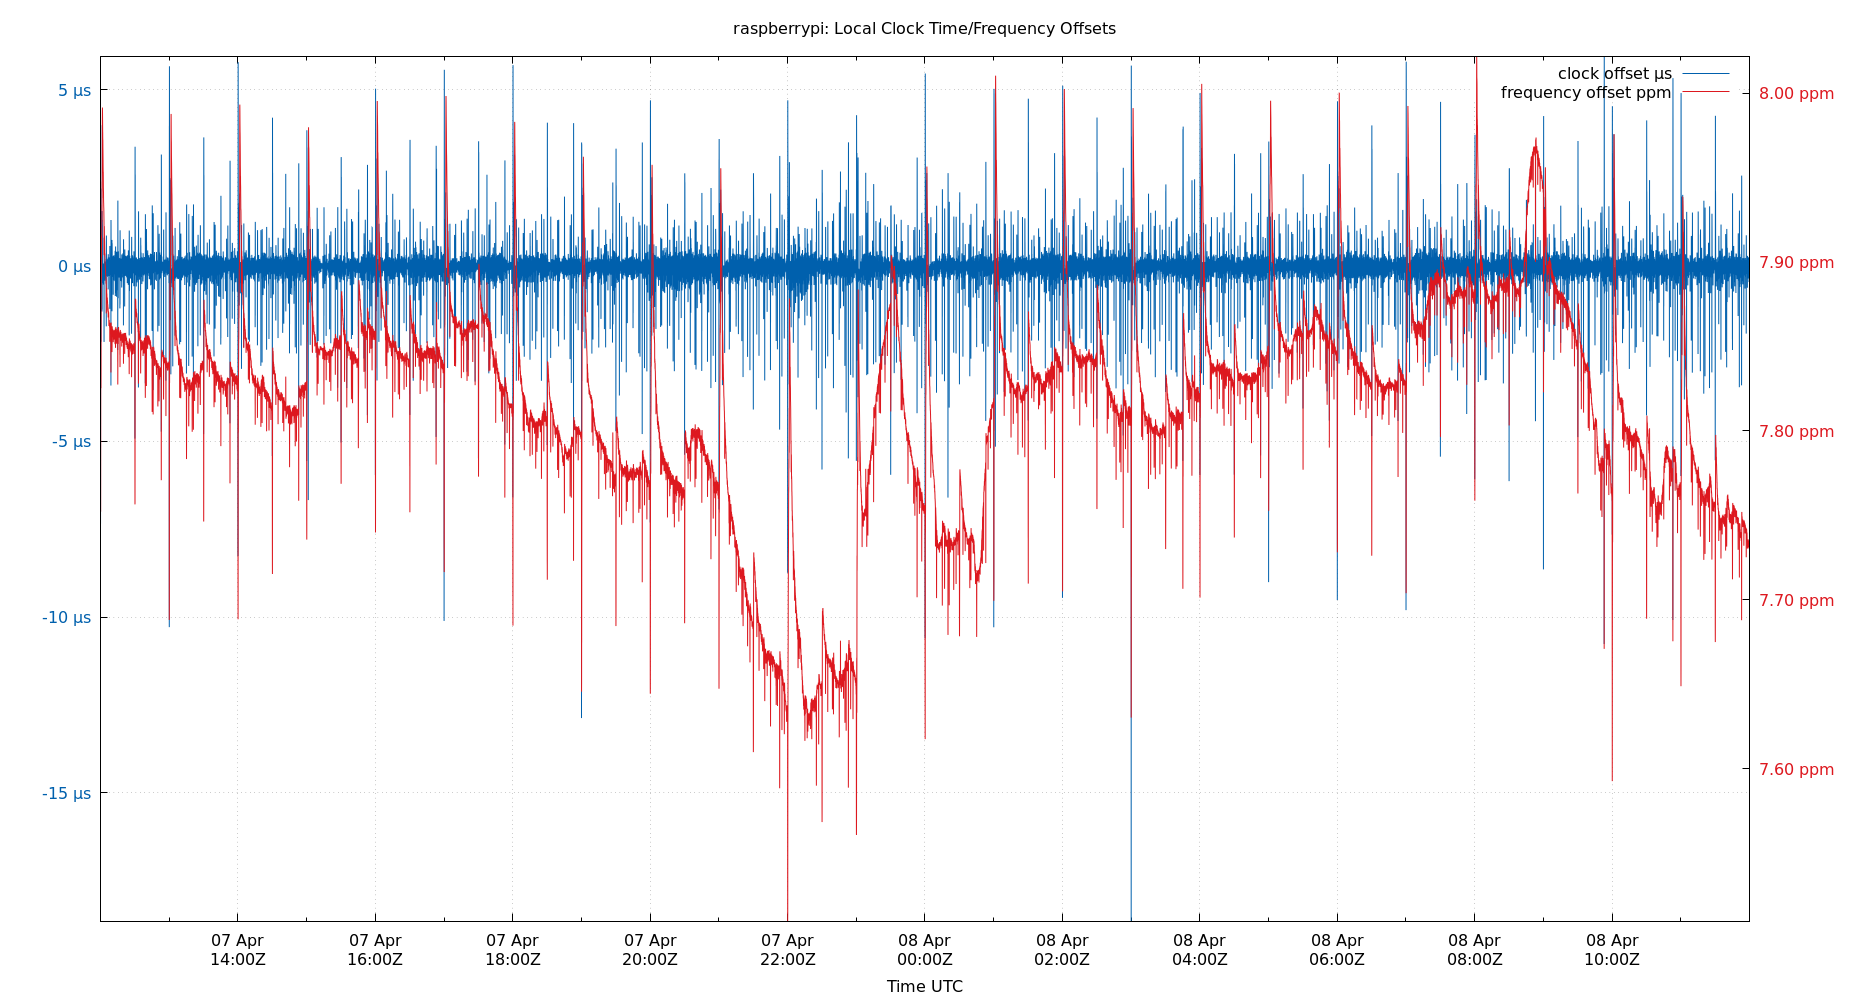 raspberrypi: Local Clock Time/Frequency Offsets
clock offset µs
frequency offset ppm
5 µs
0 µs
-5 µs
-10 µs
-15 µs
8.00 ppm
7.90 ppm
7.80 ppm
7.70 ppm
7.60 ppm
07 Apr 07 Apr 07 Apr 07 Apr 07 Apr 08 Apr 08 Apr 08 Apr 08 Apr 08 Apr 08 Apr
14:00Z 16:00Z 18:00Z 20:00Z 22:00Z 00:00Z 02:00Z 04:00Z 06:00Z 08:00Z 10:00Z
Time UTC